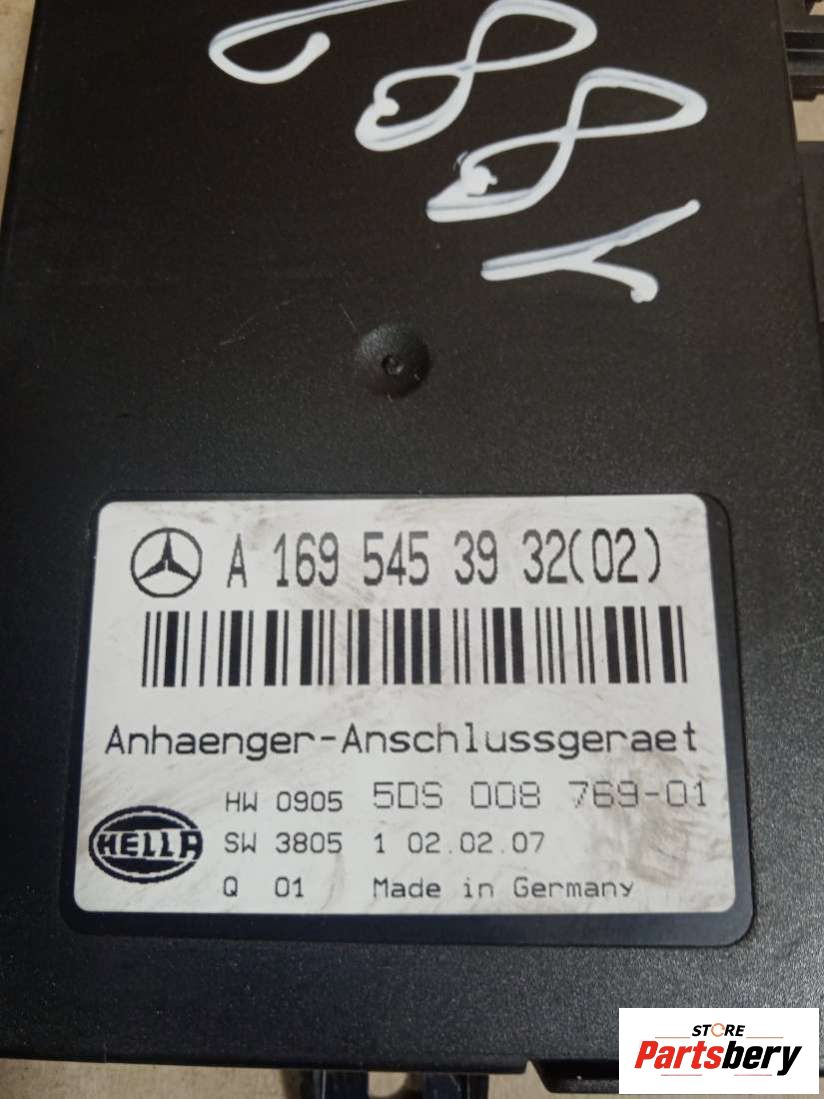 A 169 545 39 32(02)
Anhaenger-Anschlussgeraet
HW 0905 5DS 008 769-01
HELLA
SW 3805 1 02.02.07
Q 01 Made in Germany
STORE
Partsbery